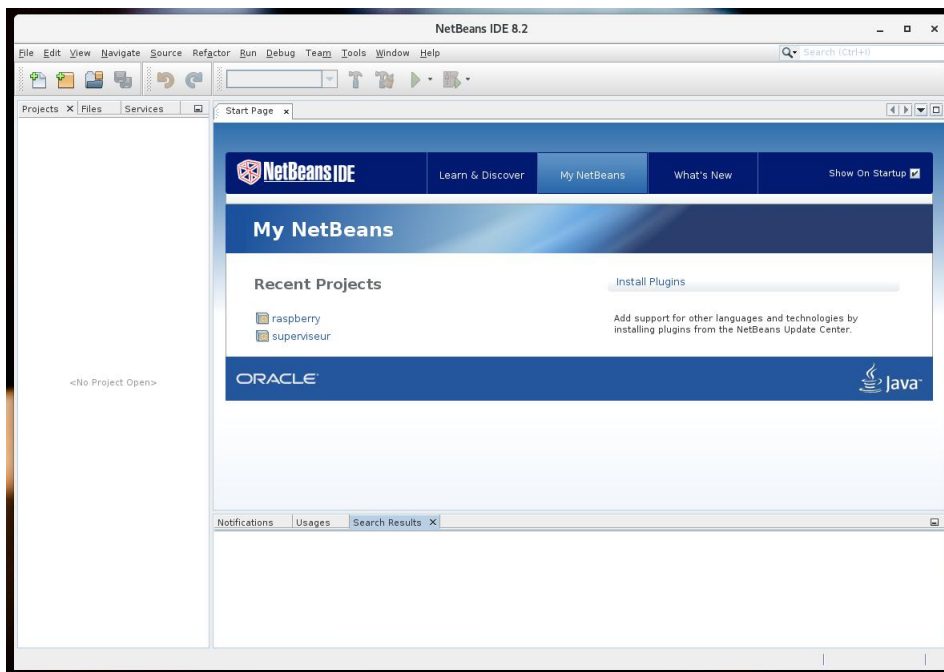 NetBeans IDE 8.2
File Edit View Navigate Source Refactor Run Debug Team Tools Window Help
Search (Ctrl+I)
Projects Files Services
Start Page
NetBeans IDE
Learn & Discover
My NetBeans
What's New
Show On Startup
My NetBeans
Recent Projects
raspberry
superviseur
Install Plugins
Add support for other languages and technologies by
installing plugins from the NetBeans Update Center.
<No Project Open>
ORACLE
Java
Notifications Usages Search Results